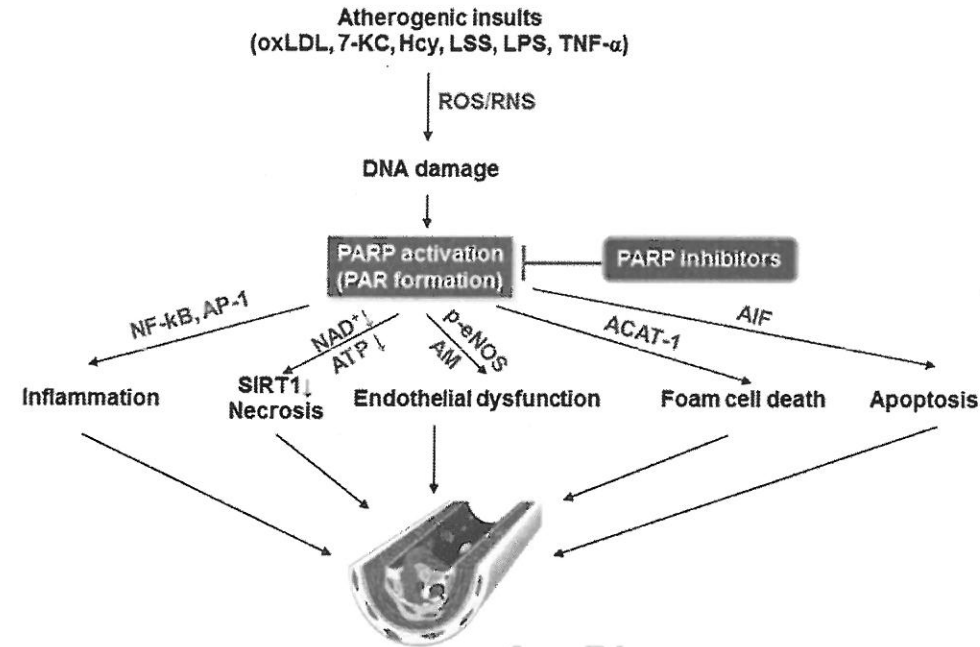 Atherogenic insults
(oxLDL, 7-KC, Hcy, LSS, LPS, TNF-α)
ROS/RNS
DNA damage
PARP activation
(PAR formation)
PARP inhibitors
NF-kB, AP-1
NAD⁺↓
ATP↓
p-eNOS
AM
ACAT-1
AIF
Inflammation
SIRT1↓
Necrosis
Endothelial dysfunction
Foam cell death
Apoptosis